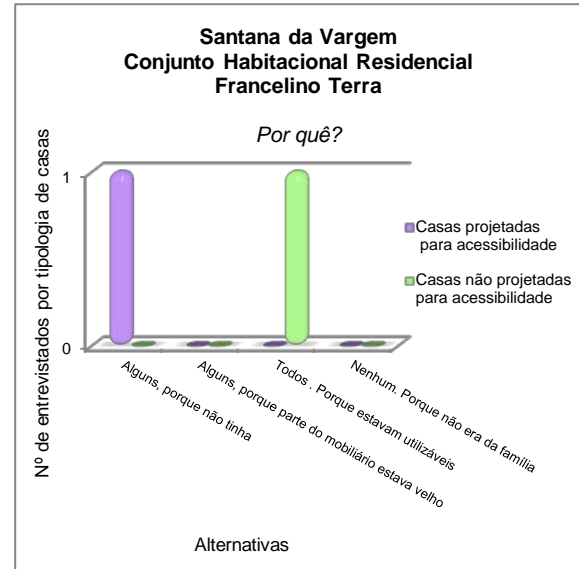 Santana da Vargem
Conjunto Habitacional Residencial
Francelino Terra
Por quê?
Nº de entrevistados por tipologia de casas
1
0
Casas projetadas
para acessibilidade
Casas não projetadas
para acessibilidade
Alguns, porque não tinha
Alguns, porque parte do mobiliário estava velho
Todos . Porque estavam utilizáveis
Nenhum. Porque não era da família
Alternativas